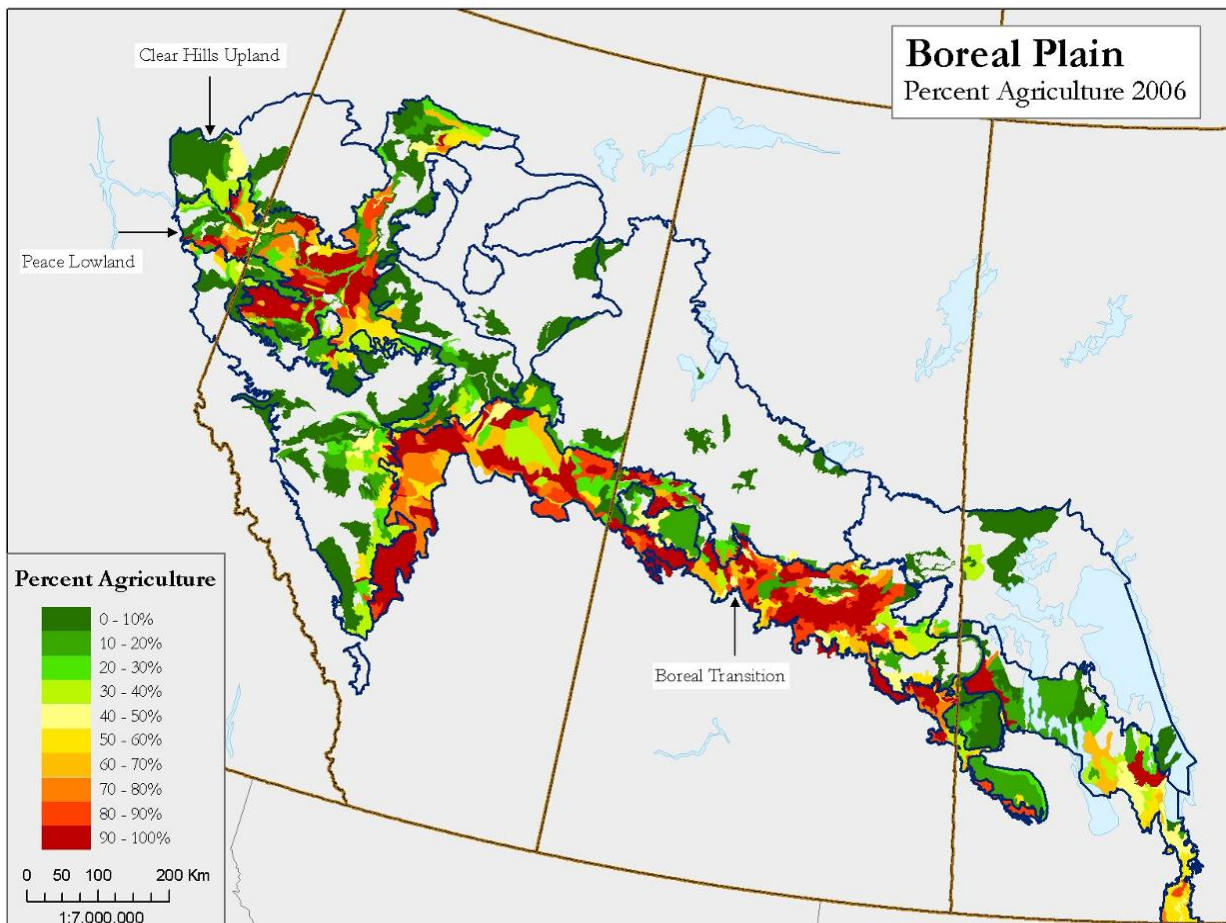 Boreal Plain
Percent Agriculture 2006
Clear Hills Upland
Peace Lowland
Boreal Transition
Percent Agriculture
0 - 10%
10 - 20%
20 - 30%
30 - 40%
40 - 50%
50 - 60%
60 - 70%
70 - 80%
80 - 90%
90 - 100%
0 50 100 200 Km
1:7,000,000